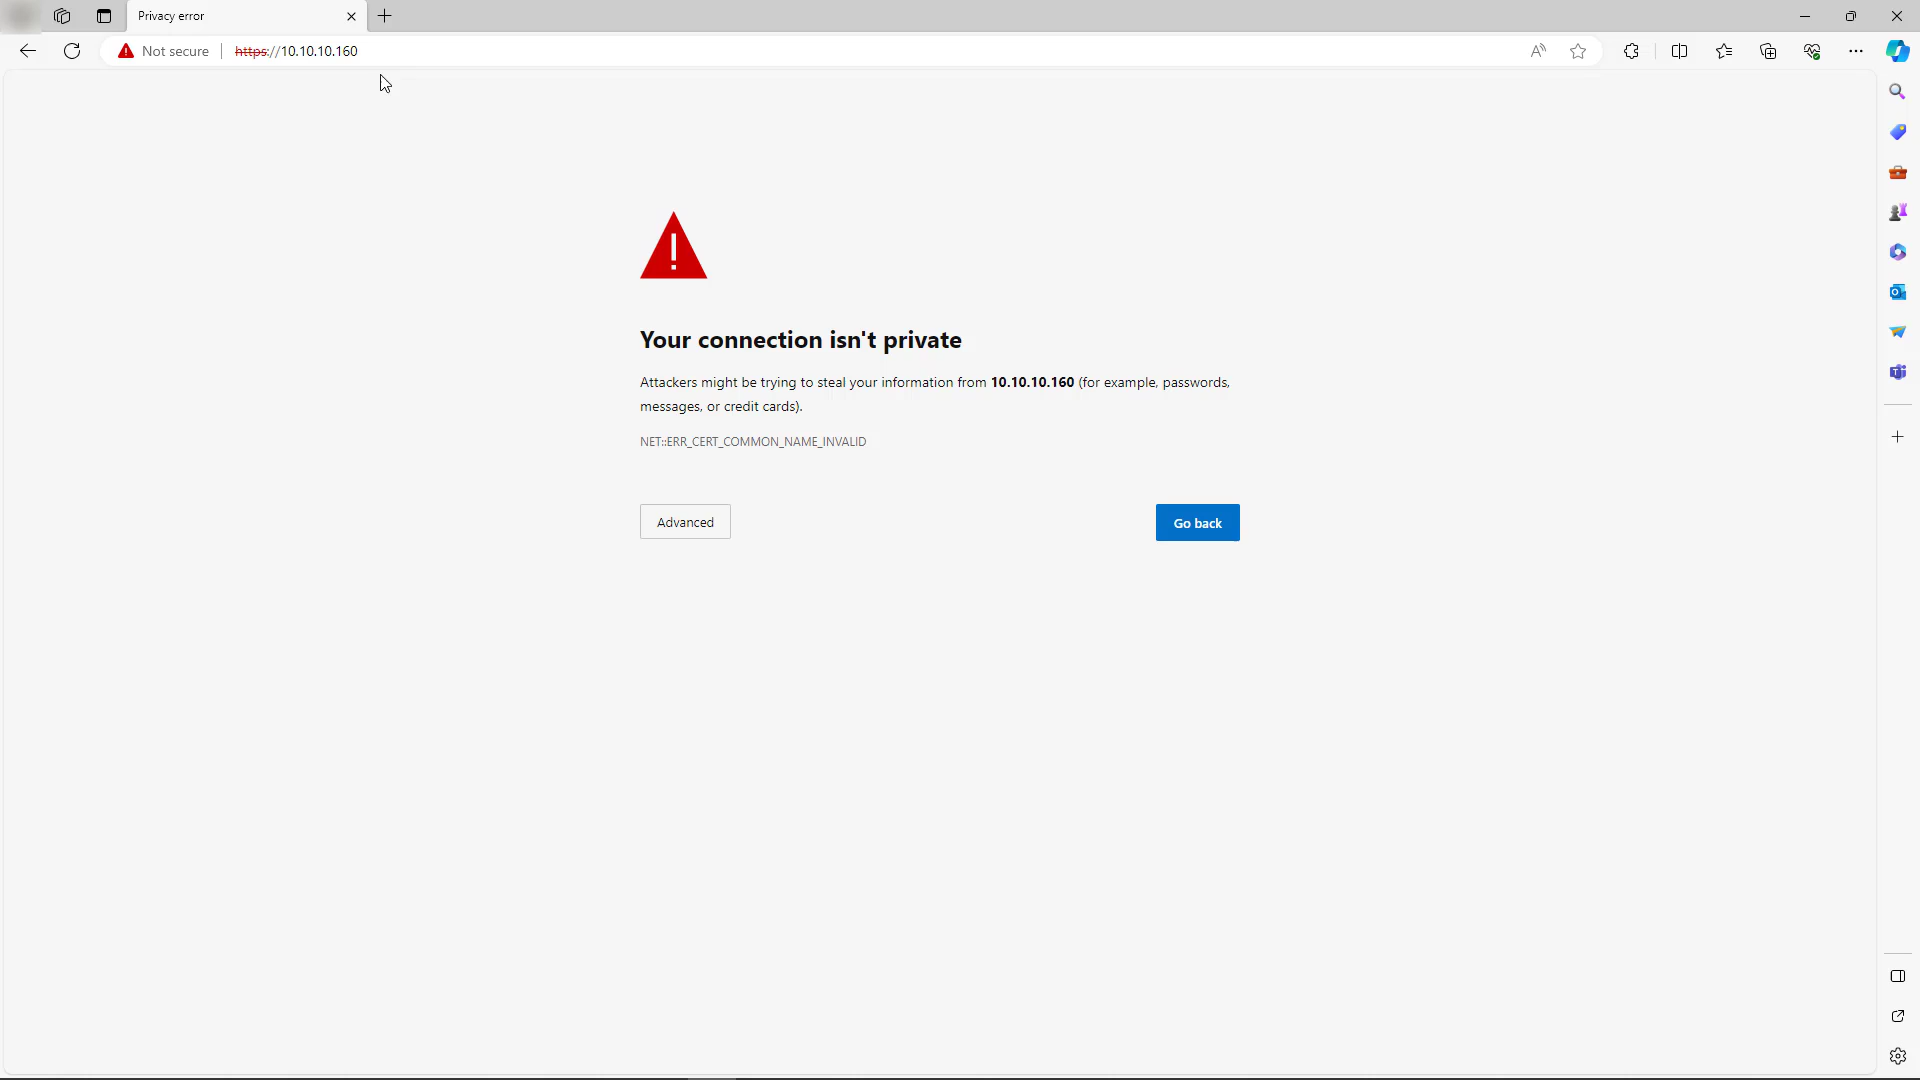 Privacy error
Not secure
https://10.10.10.160
Your connection isn't private
Attackers might be trying to steal your information from 10.10.10.160 (for example, passwords,
messages, or credit cards).
NET::ERR_CERT_COMMON_NAME_INVALID
Advanced
Go back